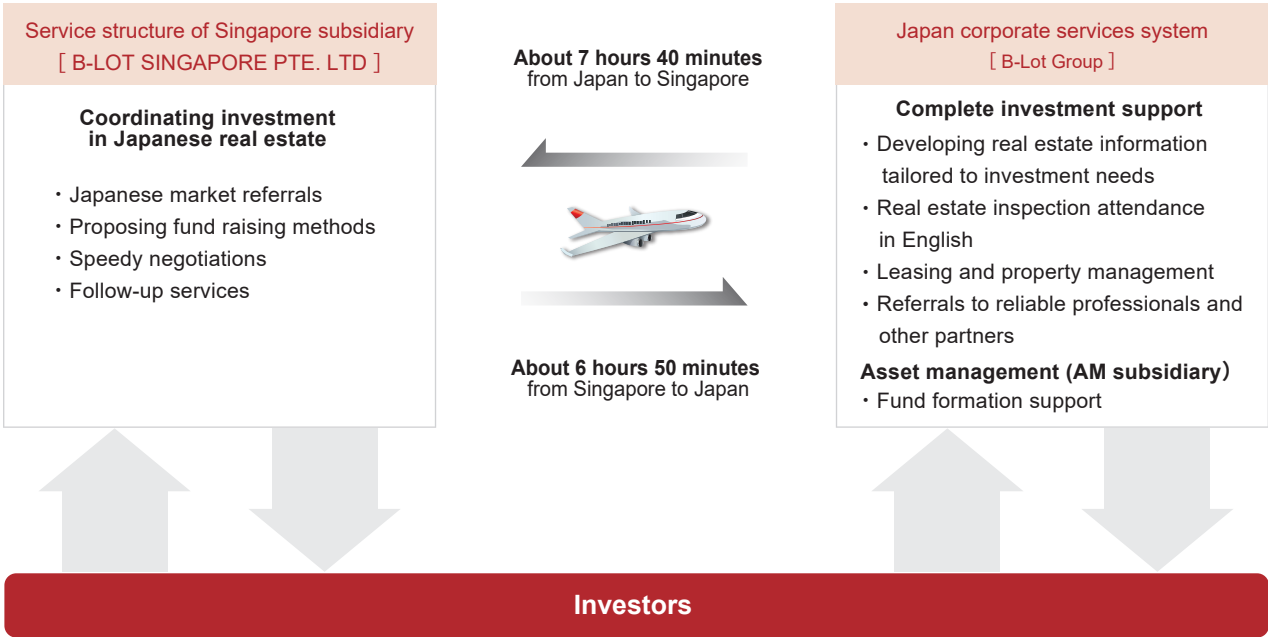 Service structure of Singapore subsidiary
[ B-LOT SINGAPORE PTE. LTD ]
Coordinating investment
in Japanese real estate
・Japanese market referrals
・Proposing fund raising methods
・Speedy negotiations
・Follow-up services
About 7 hours 40 minutes
from Japan to Singapore
About 6 hours 50 minutes
from Singapore to Japan
Japan corporate services system
[ B-Lot Group ]
Complete investment support
・Developing real estate information
tailored to investment needs
・Real estate inspection attendance
in English
・Leasing and property management
・Referrals to reliable professionals and
other partners
Asset management (AM subsidiary）
・Fund formation support
Investors